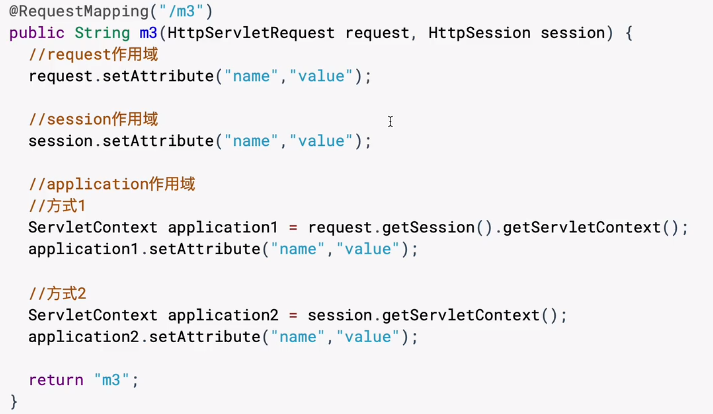 @RequestMapping("/m3")
public String m3(HttpServletRequest request, HttpSession session) {
//request作用域
request.setAttribute("name","value");
//session作用域
session.setAttribute("name","value");
//application作用域
//方式1
ServletContext application1 = request.getSession().getServletContext();
application1.setAttribute("name","value");
//方式2
ServletContext application2 = session.getServletContext();
application2.setAttribute("name","value");
return "m3";
}